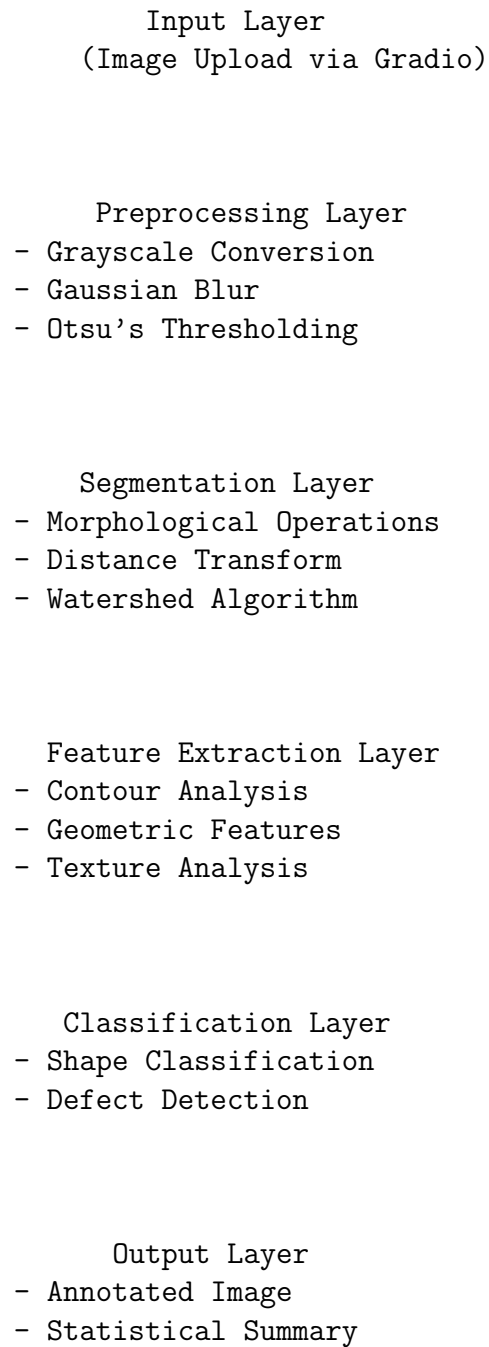 Input Layer
(Image Upload via Gradio)
Preprocessing Layer
- Grayscale Conversion
- Gaussian Blur
- Otsu's Thresholding
Segmentation Layer
- Morphological Operations
- Distance Transform
- Watershed Algorithm
Feature Extraction Layer
- Contour Analysis
- Geometric Features
- Texture Analysis
Classification Layer
- Shape Classification
- Defect Detection
Output Layer
- Annotated Image
- Statistical Summary